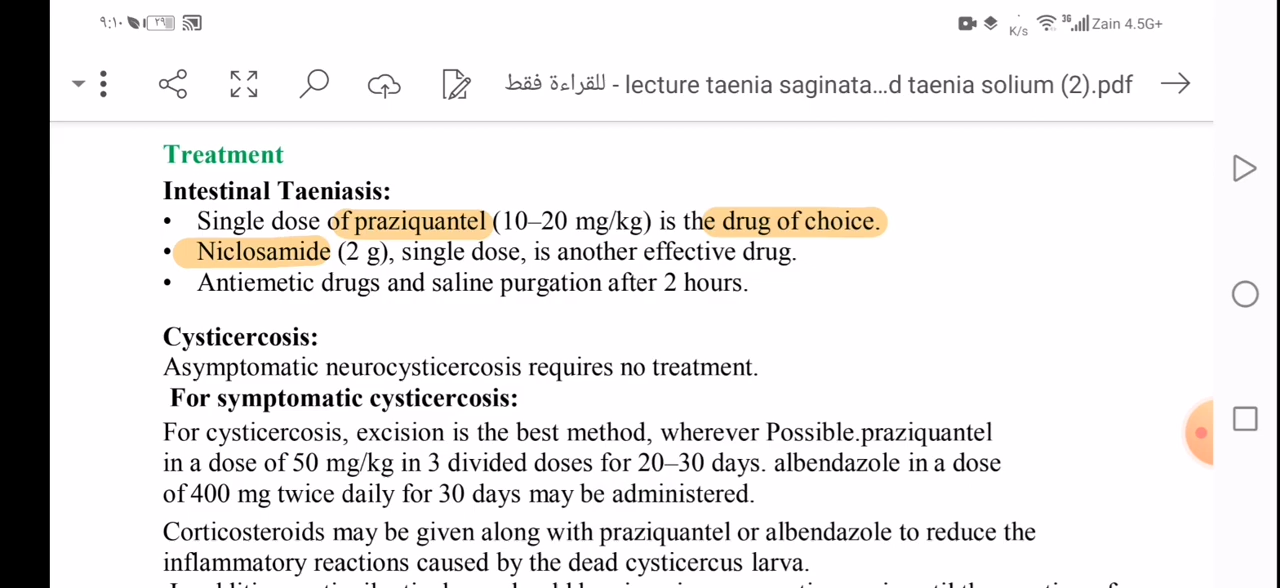 ٩:١٠ ٢٩
K/s 3G Zain 4.5G+
للقراءة فقط - lecture taenia saginata...d taenia solium (2).pdf
Treatment
Intestinal Taeniasis:
• Single dose of praziquantel (10–20 mg/kg) is the drug of choice.
• Niclosamide (2 g), single dose, is another effective drug.
• Antiemetic drugs and saline purgation after 2 hours.
Cysticercosis:
Asymptomatic neurocysticercosis requires no treatment.
For symptomatic cysticercosis:
For cysticercosis, excision is the best method, wherever Possible.praziquantel
in a dose of 50 mg/kg in 3 divided doses for 20–30 days. albendazole in a dose
of 400 mg twice daily for 30 days may be administered.
Corticosteroids may be given along with praziquantel or albendazole to reduce the
inflammatory reactions caused by the dead cysticercus larva.